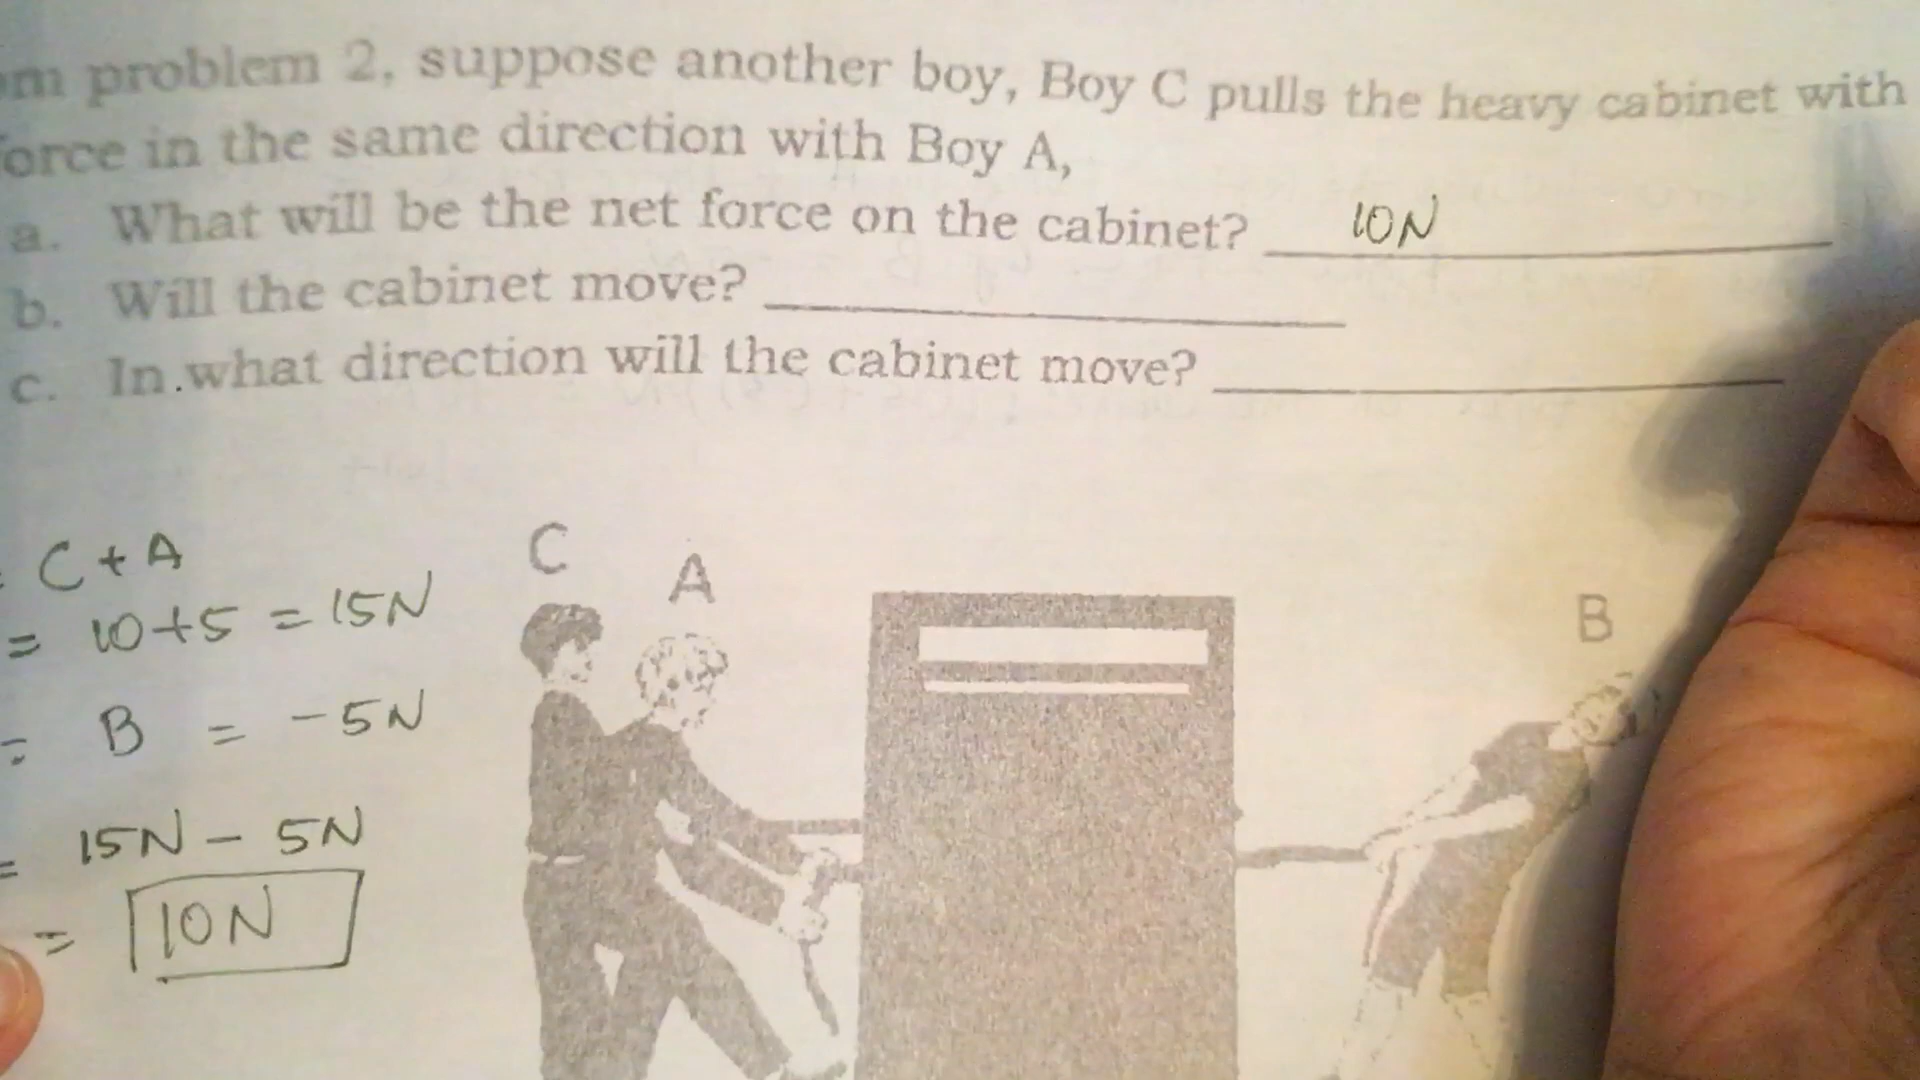 problem 2, suppose another boy, Boy C pulls the heavy cabinet with
in the same direction with Boy A,
a. What will be the net force on the cabinet? 10N
b. Will the cabinet move?
c. In what direction will the cabinet move?
C + A
= 10+5 = 15N
= B = -5N
= 15N - 5N
= 10N
C
A
B